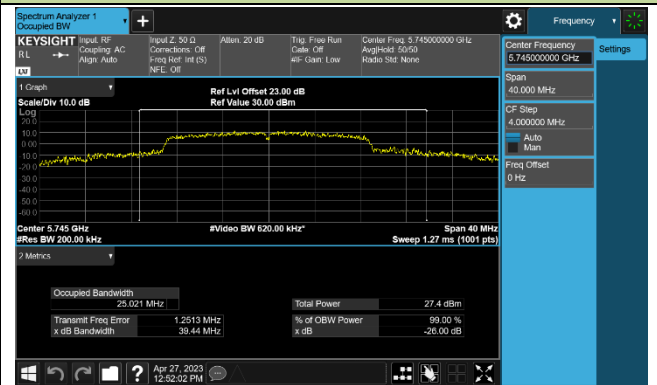 Spectrum Analyzer 1
Occupied BW
Frequency
KEYSIGHT
RL
LXI
Input: RF
Coupling: AC
Align: Auto
Input Z: 50 Ω
Corrections: Off
Freq Ref: Int (S)
NFE: Off
Atten: 20 dB
Trig: Free Run
Gate: Off
#IF Gain: Low
Center Freq: 5.745000000 GHz
Avg|Hold: 50/50
Radio Std: None
Center Frequency
5.745000000 GHz
Settings
Span
40.000 MHz
CF Step
4.000000 MHz
Auto
Man
Freq Offset
0 Hz
1 Graph
Scale/Div 10.0 dB
Ref Lvl Offset 23.00 dB
Ref Value 30.00 dBm
Log
20.0
10.0
0.00
-10.0
-20.0
-30.0
-40.0
-50.0
-60.0
Center 5.745 GHz
#Video BW 620.00 kHz*
Span 40 MHz
#Res BW 200.00 kHz
Sweep 1.27 ms (1001 pts)
2 Metrics
Occupied Bandwidth
25.021 MHz
Total Power
27.4 dBm
Transmit Freq Error
1.2513 MHz
% of OBW Power
99.00 %
x dB Bandwidth
39.44 MHz
x dB
-26.00 dB
?
Apr 27, 2023
12:52:02 PM